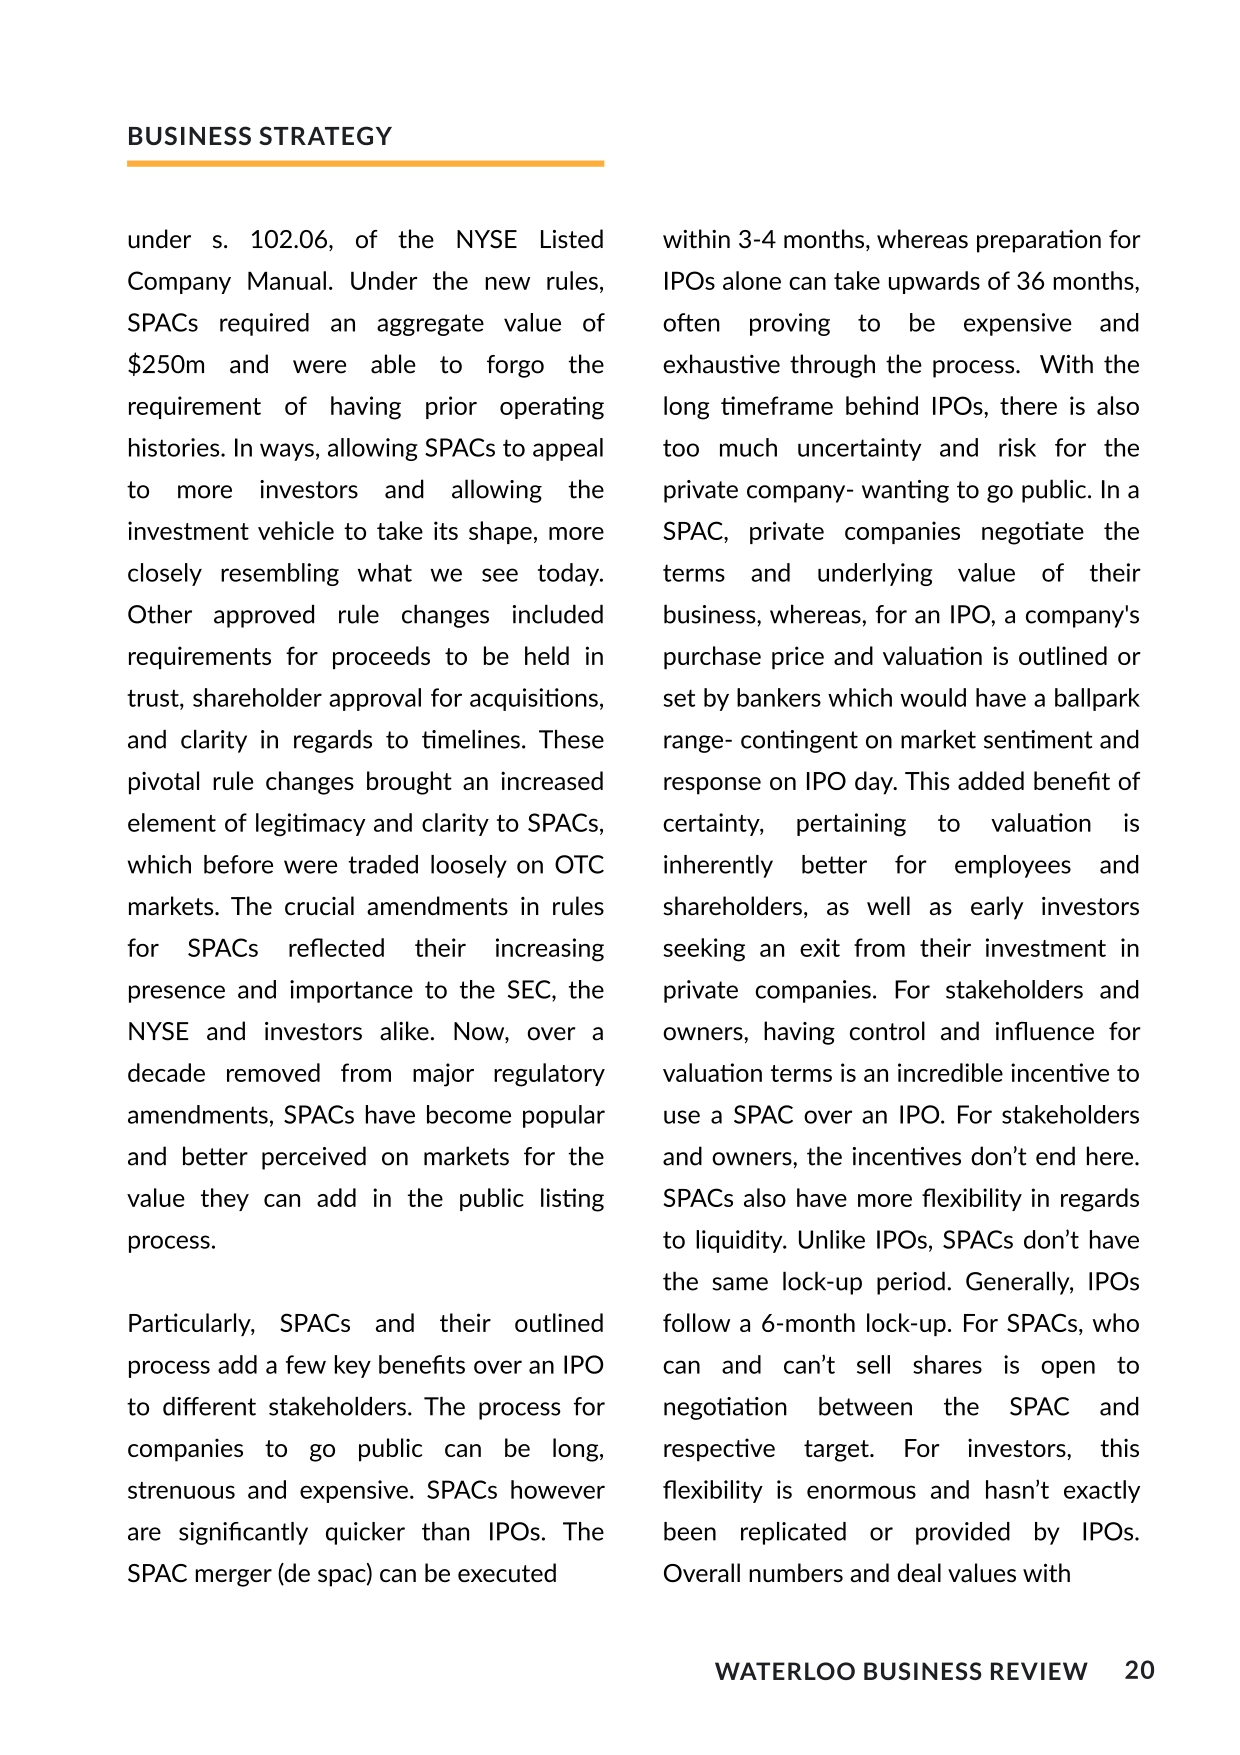 BUSINESS STRATEGY
under s. 102.06, of the NYSE Listed
Company Manual. Under the new rules,
SPACs required an aggregate value of
$250m and were able to forgo the
requirement of having prior operating
histories. In ways, allowing SPACs to appeal
to more investors and allowing the
investment vehicle to take its shape, more
closely resembling what we see today.
Other approved rule changes included
requirements for proceeds to be held in
trust, shareholder approval for acquisitions,
and clarity in regards to timelines. These
pivotal rule changes brought an increased
element of legitimacy and clarity to SPACs,
which before were traded loosely on OTC
markets. The crucial amendments in rules
for SPACs reflected their increasing
presence and importance to the SEC, the
NYSE and investors alike. Now, over a
decade removed from major regulatory
amendments, SPACs have become popular
and better perceived on markets for the
value they can add in the public listing
process.
Particularly, SPACs and their outlined
process add a few key benefits over an IPO
to different stakeholders. The process for
companies to go public can be long,
strenuous and expensive. SPACs however
are significantly quicker than IPOs. The
SPAC merger (de spac) can be executed
within 3-4 months, whereas preparation for
IPOs alone can take upwards of 36 months,
often proving to be expensive and
exhaustive through the process.  With the
long timeframe behind IPOs, there is also
too much uncertainty and risk for the
private company- wanting to go public. In a
SPAC, private companies negotiate the
terms and underlying value of their
business, whereas, for an IPO, a company's
purchase price and valuation is outlined or
set by bankers which would have a ballpark
range- contingent on market sentiment and
response on IPO day. This added benefit of
certainty, pertaining to valuation is
inherently better for employees and
shareholders, as well as early investors
seeking an exit from their investment in
private companies. For stakeholders and
owners, having control and influence for
valuation terms is an incredible incentive to
use a SPAC over an IPO. For stakeholders
and owners, the incentives don’t end here.
SPACs also have more flexibility in regards
to liquidity. Unlike IPOs, SPACs don’t have
the same lock-up period. Generally, IPOs
follow a 6-month lock-up. For SPACs, who
can and can’t sell shares is open to
negotiation between the SPAC and
respective target. For investors, this
flexibility is enormous and hasn’t exactly
been replicated or provided by IPOs.
Overall numbers and deal values with
WATERLOO BUSINESS REVIEW 20